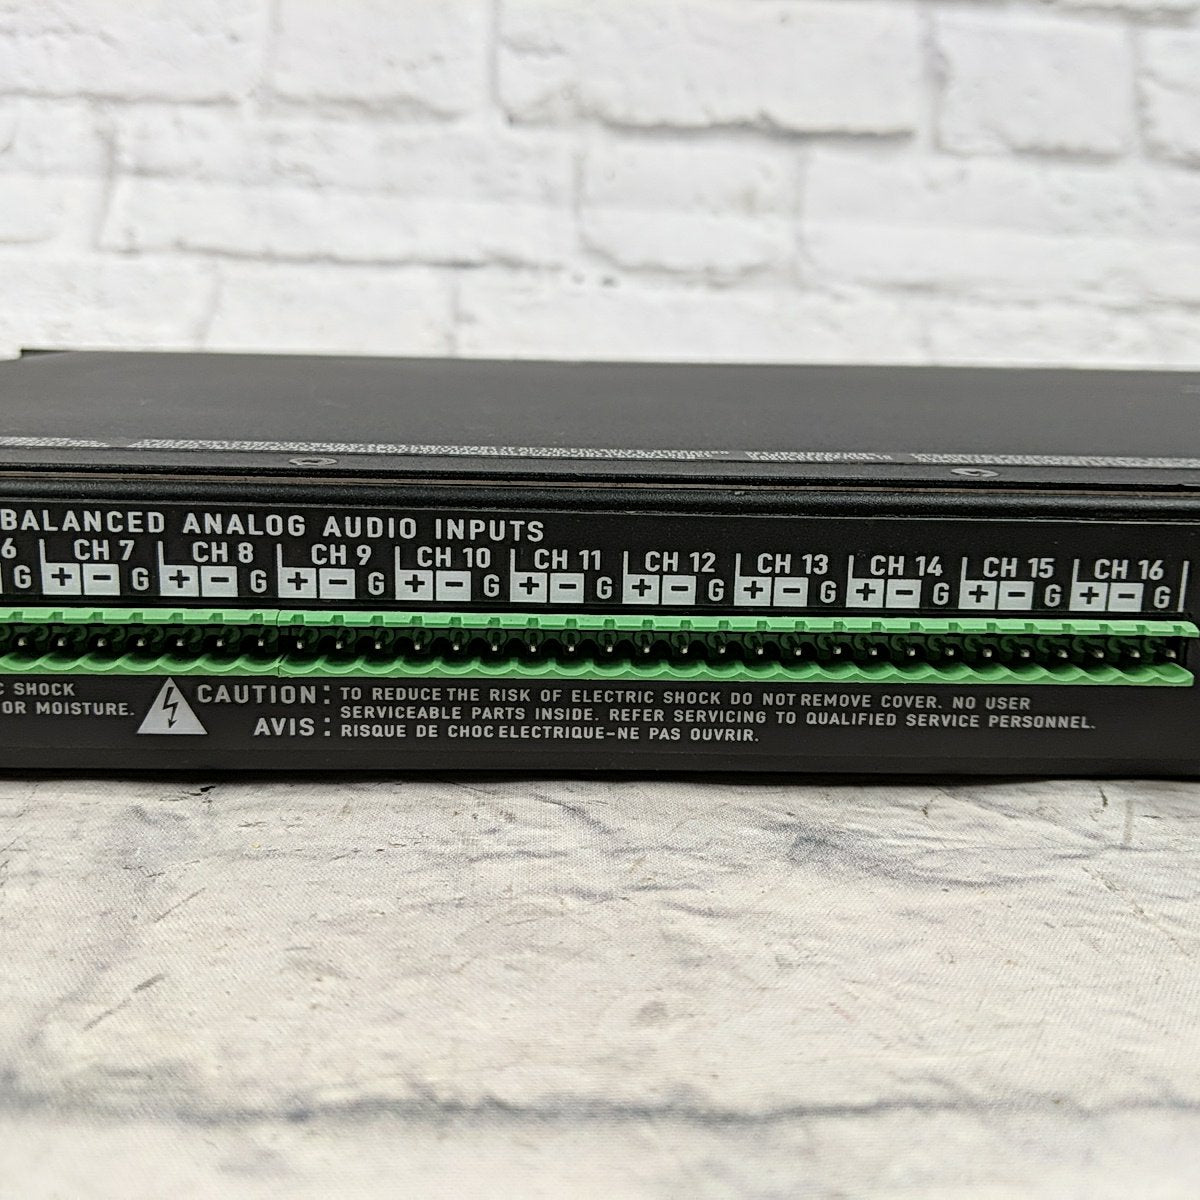 BALANCED ANALOG AUDIO INPUTS
6 CH 7 CH 8 CH 9 CH 10 CH 11 CH 12 CH 13 CH 14 CH 15 CH 16
G + - G + - G + - G + - G + - G + - G + - G + - G + - G + - G
C SHOCK
OR MOISTURE.
CAUTION: TO REDUCE THE RISK OF ELECTRIC SHOCK DO NOT REMOVE COVER. NO USER
SERVICEABLE PARTS INSIDE. REFER SERVICING TO QUALIFIED SERVICE PERSONNEL.
AVIS: RISQUE DE CHOC ELECTRIQUE-NE PAS OUVRIR.